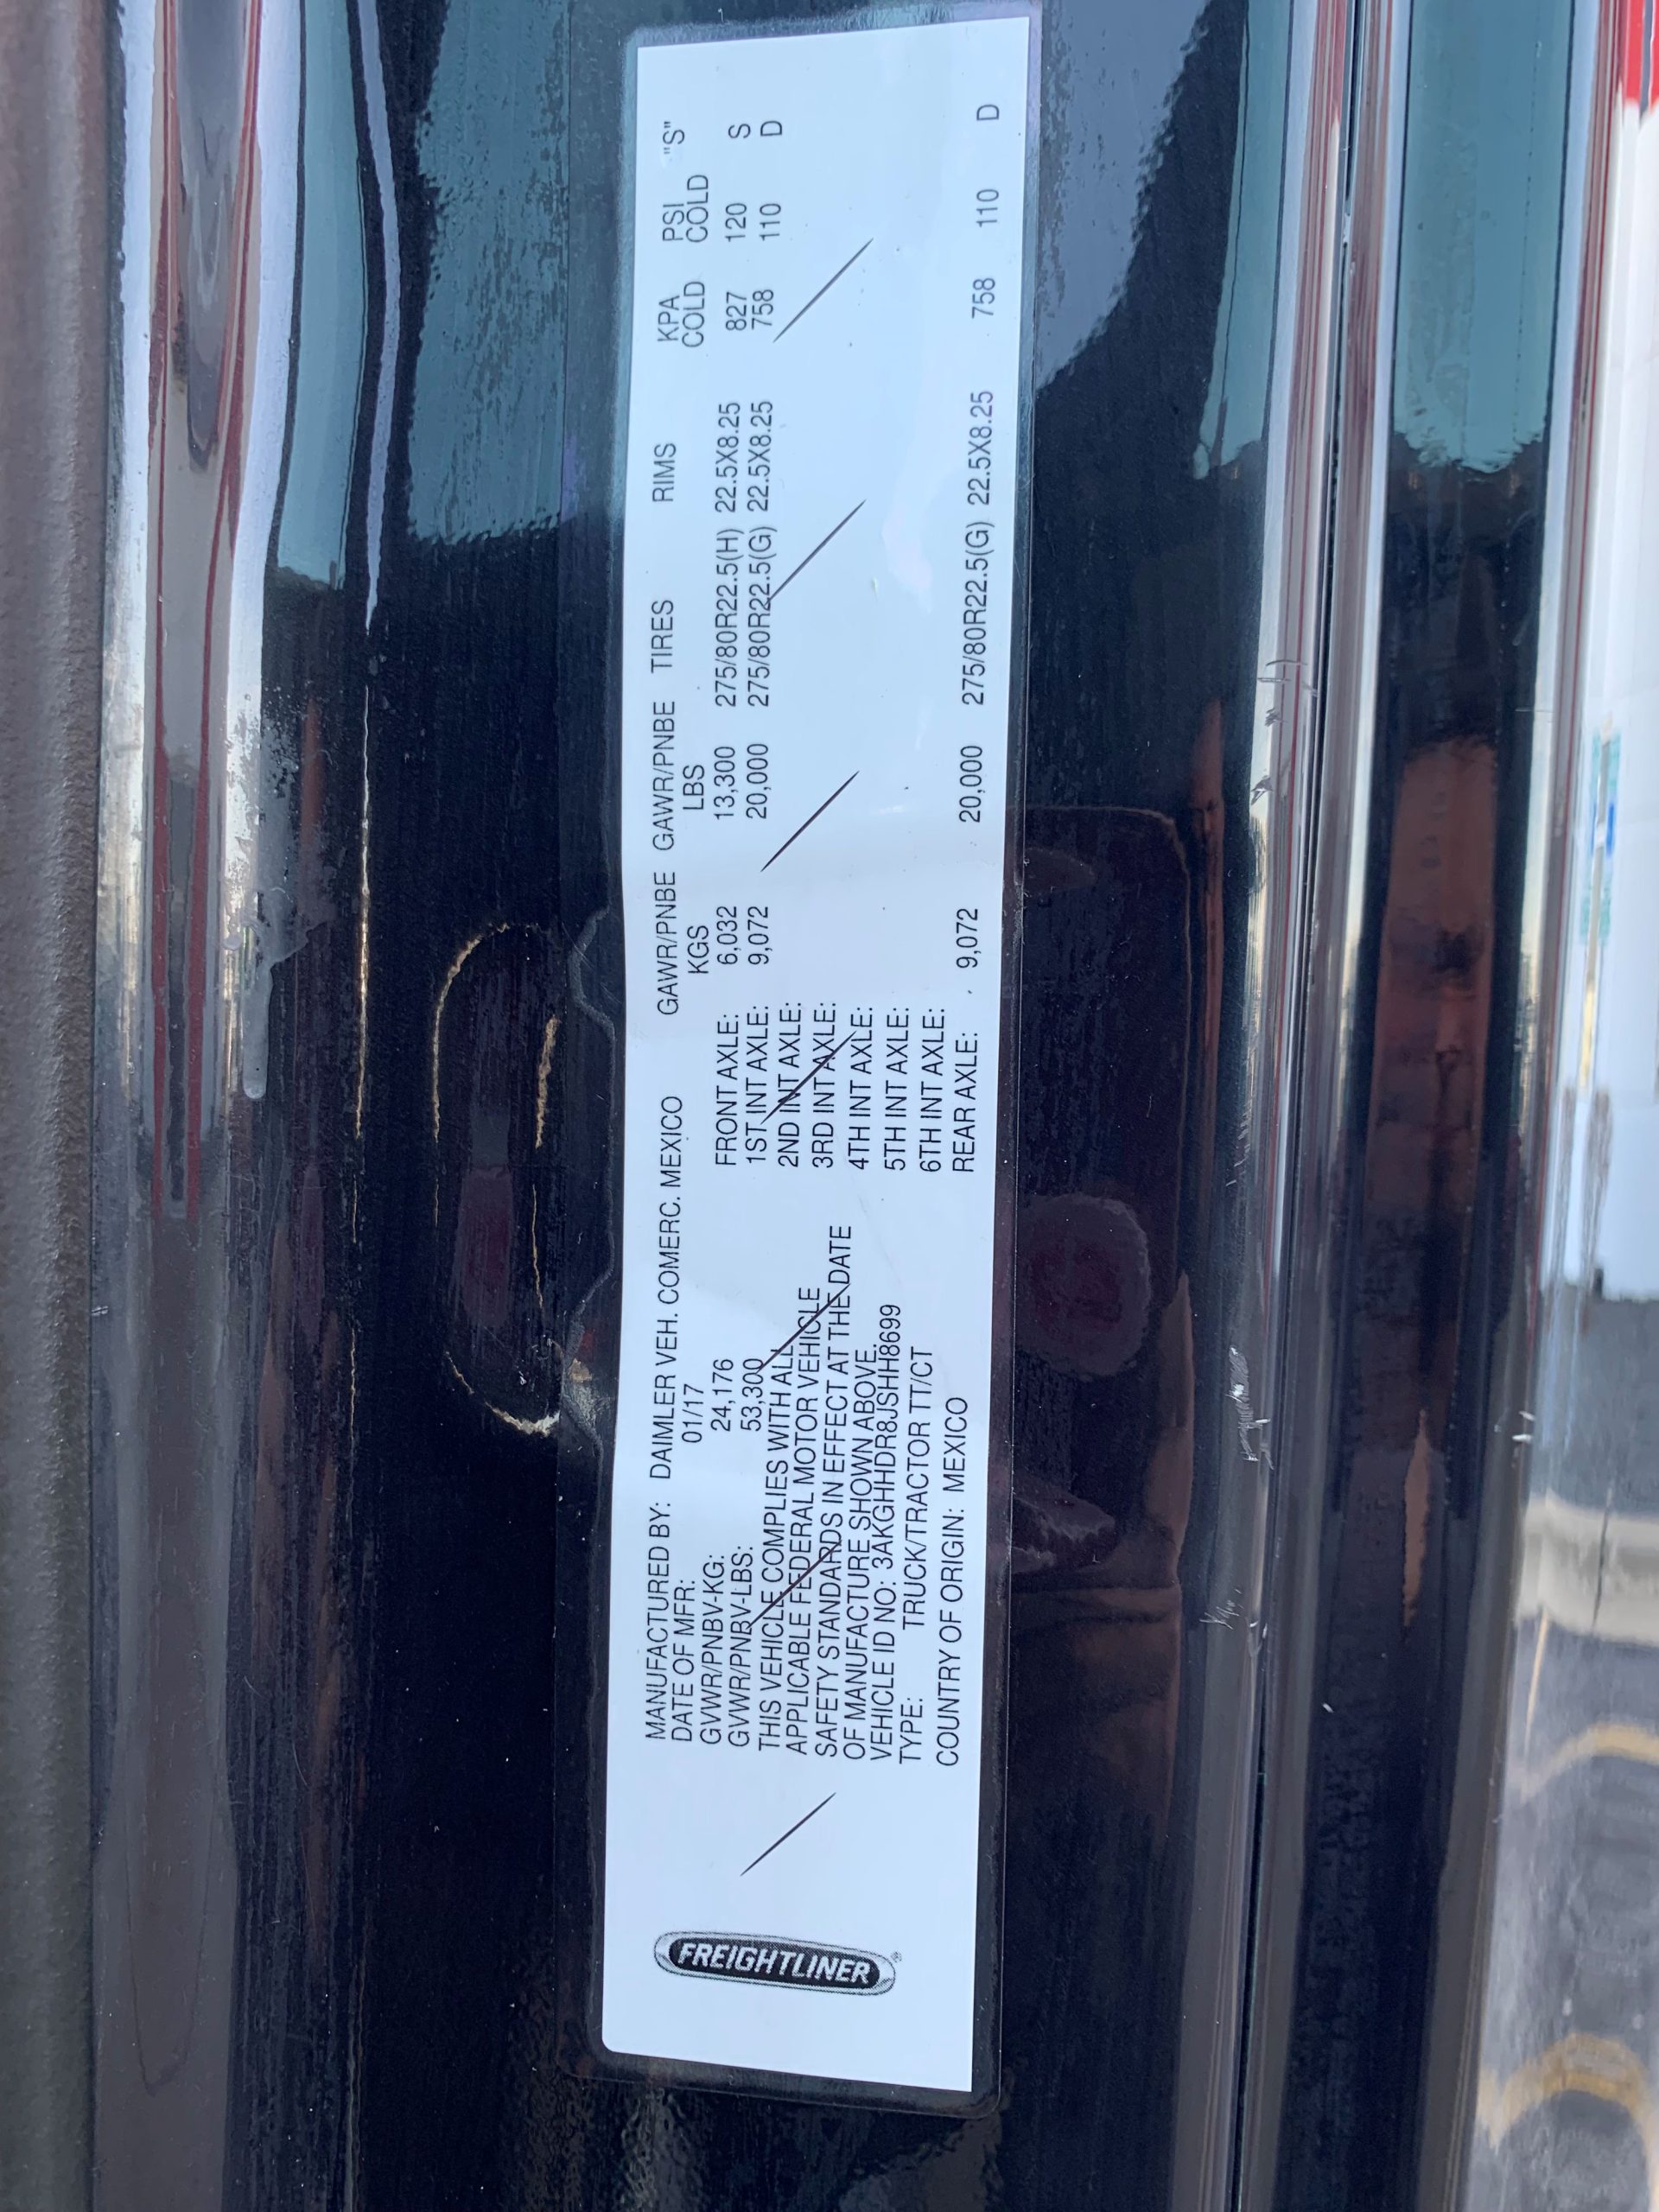 FREIGHTLINER®
MANUFACTURED BY: DAIMLER VEH. COMERC. MEXICO
DATE OF MFR: 01/17
GVWR/PNBV-KG: 24,176
GVWR/PNBV-LBS: 53,300
THIS VEHICLE COMPLIES WITH ALL
APPLICABLE FEDERAL MOTOR VEHICLE
SAFETY STANDARDS IN EFFECT AT THE DATE
OF MANUFACTURE SHOWN ABOVE.
VEHICLE ID NO: 3AKGHHDR8JSHH8699
TYPE: TRUCK/TRACTOR TT/CT
COUNTRY OF ORIGIN: MEXICO
GAWR/PNBE GAWR/PNBE TIRES RIMS KPA PSI "S"
KGS LBS COLD COLD
FRONT AXLE: 6,032 13,300 275/80R22.5(H) 22.5X8.25 827 120 S
1ST INT AXLE: 9,072 20,000 275/80R22.5(G) 22.5X8.25 758 110 D
2ND INT AXLE:
3RD INT AXLE:
4TH INT AXLE:
5TH INT AXLE:
6TH INT AXLE:
REAR AXLE: 9,072 20,000 275/80R22.5(G) 22.5X8.25 758 110 D